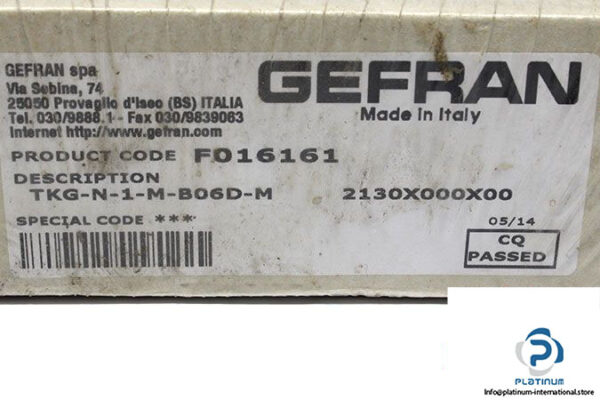 GEFRAN spa
Via Sebina, 74
25050 Provaglio d'Iseo (BS) ITALIA
Tel. 030/9888.1 - Fax 030/9839063
Internet http://www.gefran.com
GEFRAN
Made in Italy
PRODUCT CODE F016161
DESCRIPTION
TKG-N-1-M-B06D-M 2130X000X00
SPECIAL CODE ***
05/14
CQ
PASSED
PLATINUM
info@platinum-international.store